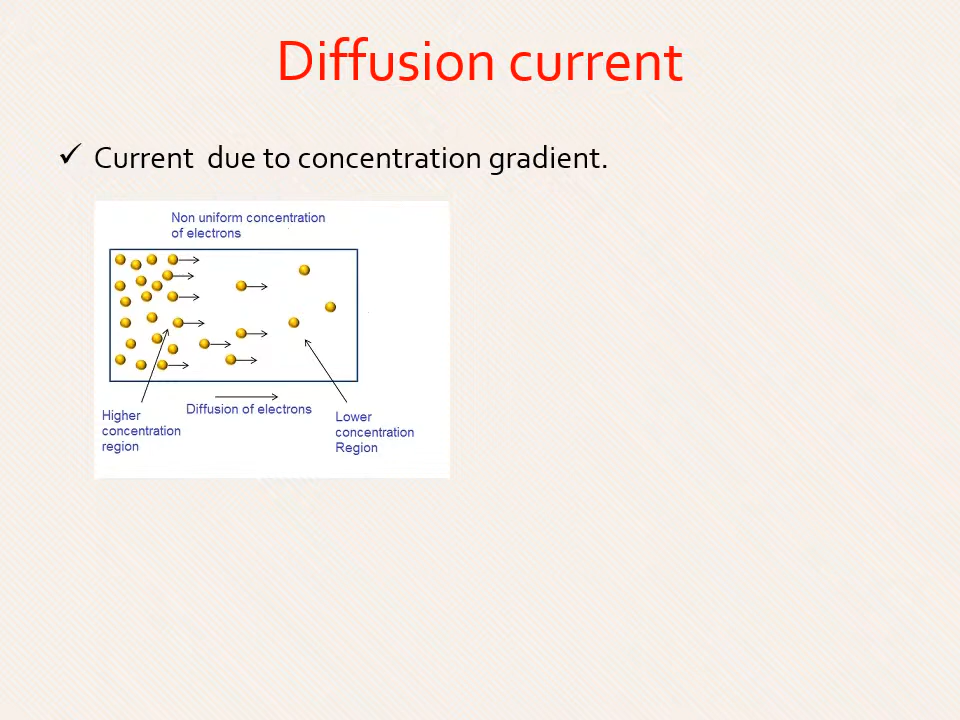 Diffusion current
✓ Current due to concentration gradient.
Non uniform concentration
of electrons
Diffusion of electrons
Higher
concentration
region
Lower
concentration
Region